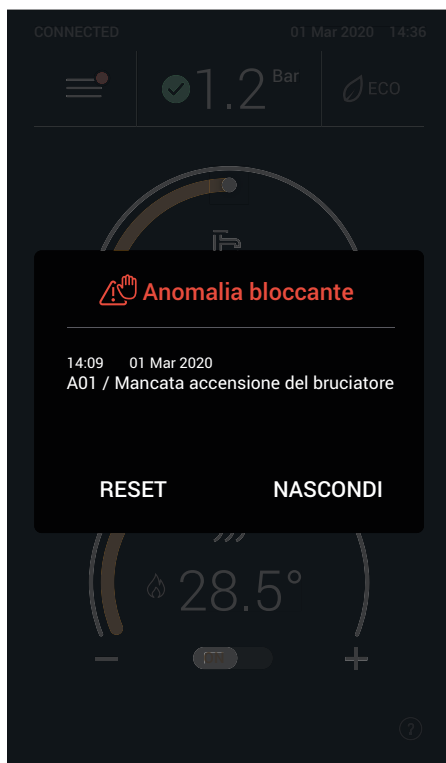 CONNECTED 01 Mar 2020 14:36
1.2 Bar ECO
Anomalia bloccante
14:09 01 Mar 2020
A01 / Mancata accensione del bruciatore
RESET NASCONDI
28.5°
− +
?